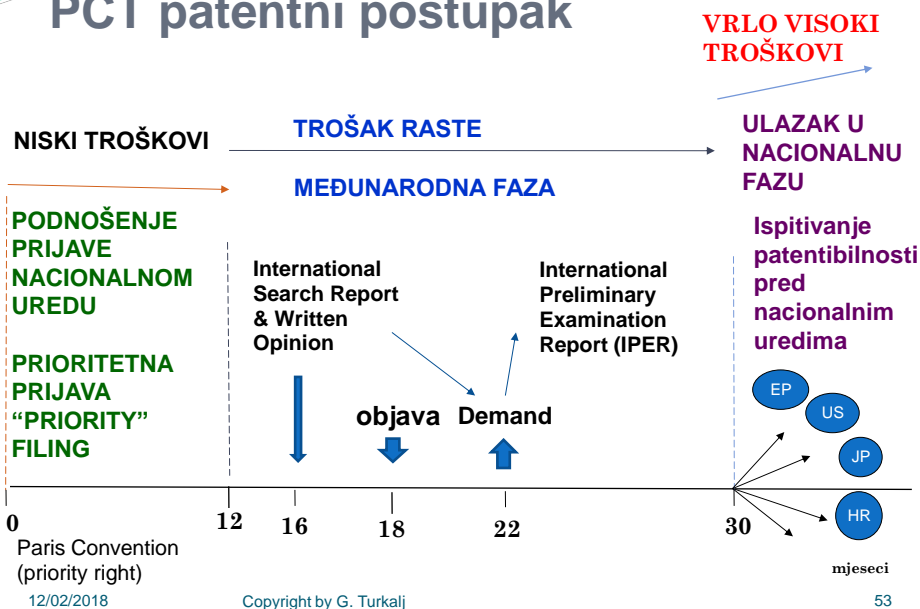 PCT patentni postupak
VRLO VISOKI
TROŠKOVI
NISKI TROŠKOVI
TROŠAK RASTE
MEĐUNARODNA FAZA
ULAZAK U
NACIONALNU
FAZU
PODNOŠENJE
PRIJAVE
NACIONALNOM
UREDU
PRIORITETNA
PRIJAVA
“PRIORITY”
FILING
International
Search Report
& Written
Opinion
International
Preliminary
Examination
Report (IPER)
Ispitivanje
patentibilnosti
pred
nacionalnim
uredima
objava
Demand
EP
US
JP
HR
0
12
16
18
22
30
Paris Convention
(priority right)
mjeseci
12/02/2018
Copyright by G. Turkalj
53